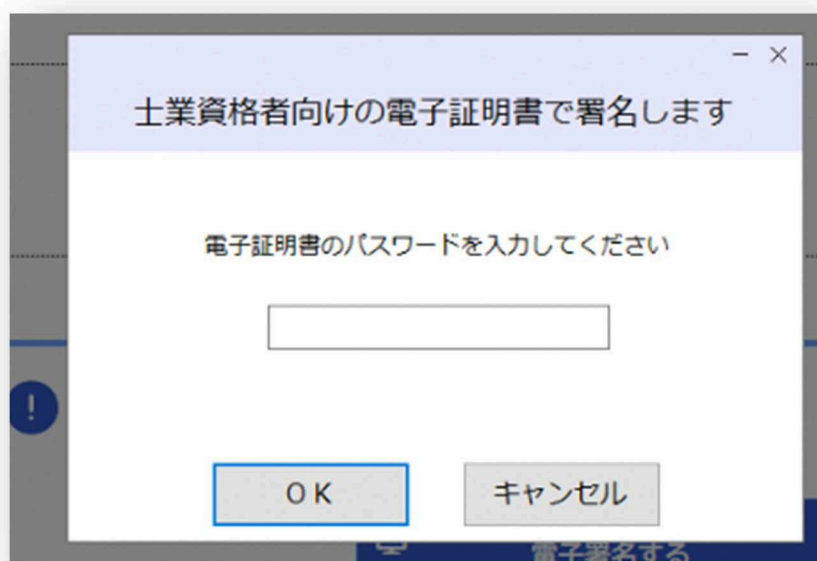 士業資格者向けの電子証明書で署名します
電子証明書のパスワードを入力してください
OK
キャンセル
電子署名する